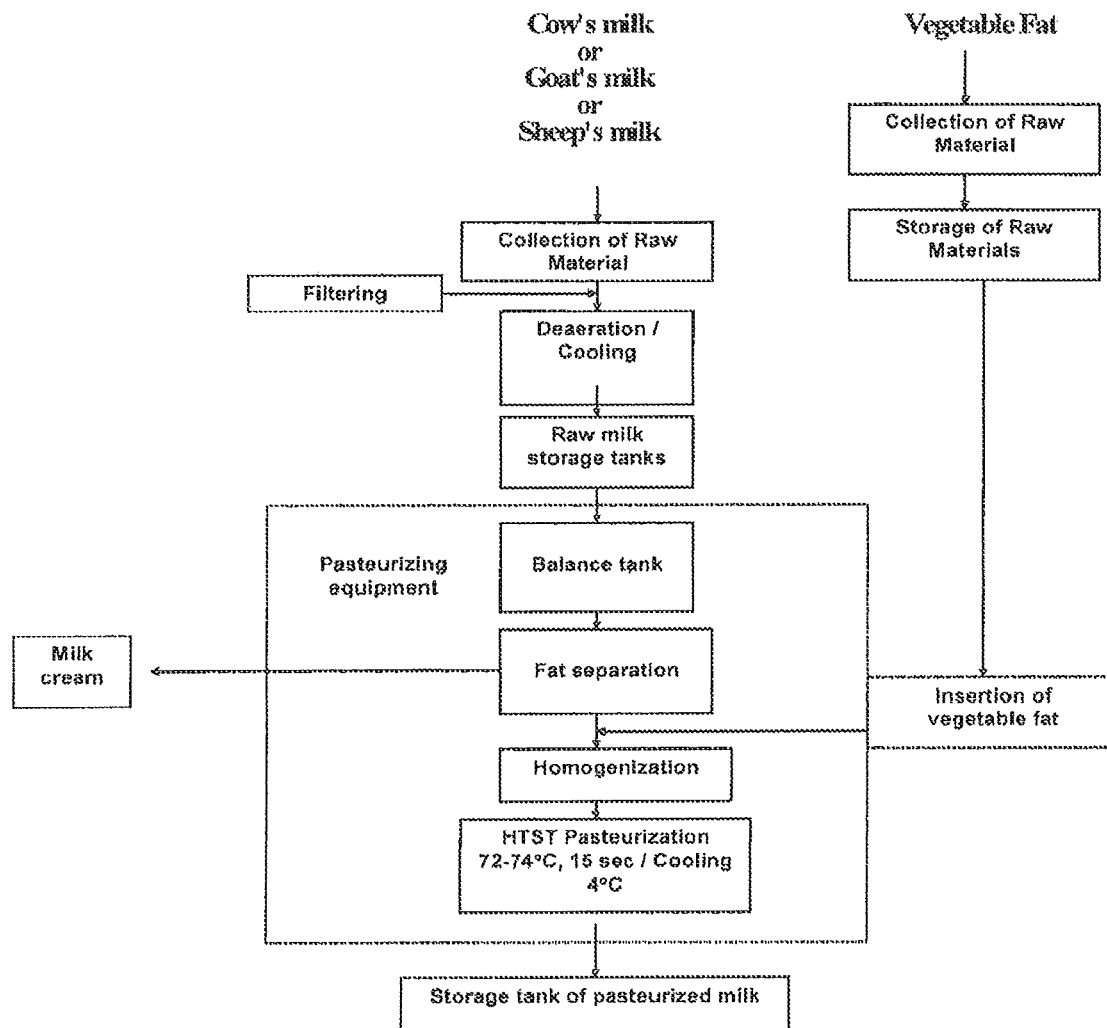 Cow's milk
or
Goat's milk
or
Sheep's milk
Vegetable Fat
Collection of Raw
Material
Storage of Raw
Materials
Collection of Raw
Material
Filtering
Deaeration /
Cooling
Raw milk
storage tanks
Pasteurizing
equipment
Balance tank
Milk
cream
Fat separation
Insertion of
vegetable fat
Homogenization
HTST Pasteurization
72-74°C, 15 sec / Cooling
4°C
Storage tank of pasteurized milk